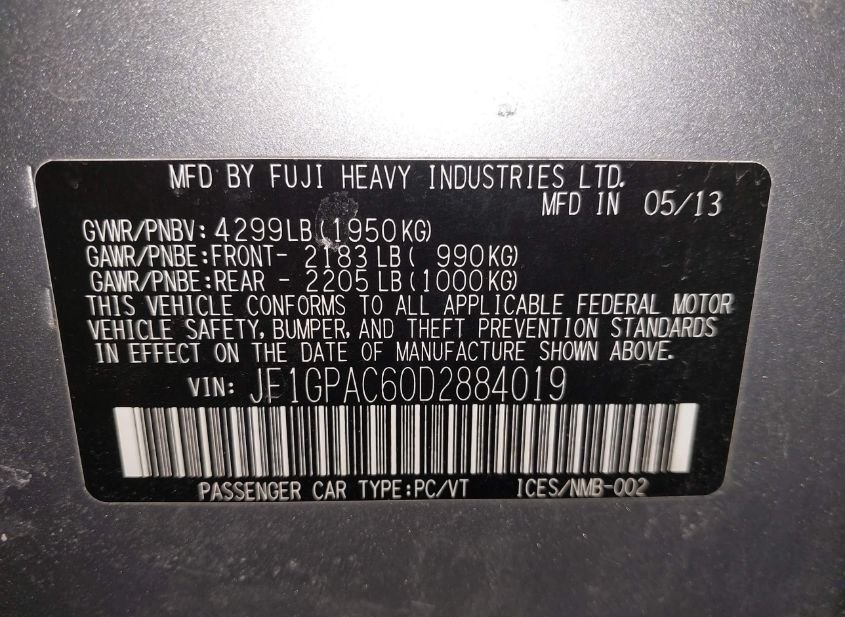 MFD BY FUJI HEAVY INDUSTRIES LTD.
MFD IN 05/13
GVWR/PNBV: 4299LB(1950KG)
GAWR/PNBE:FRONT- 2183LB( 990KG)
GAWR/PNBE:REAR - 2205LB(1000KG)
THIS VEHICLE CONFORMS TO ALL APPLICABLE FEDERAL MOTOR
VEHICLE SAFETY, BUMPER, AND THEFT PREVENTION STANDARDS
IN EFFECT ON THE DATE OF MANUFACTURE SHOWN ABOVE.
VIN: JF1GPAC60D2884019
PASSENGER CAR TYPE:PC/VT ICES/NMB-002